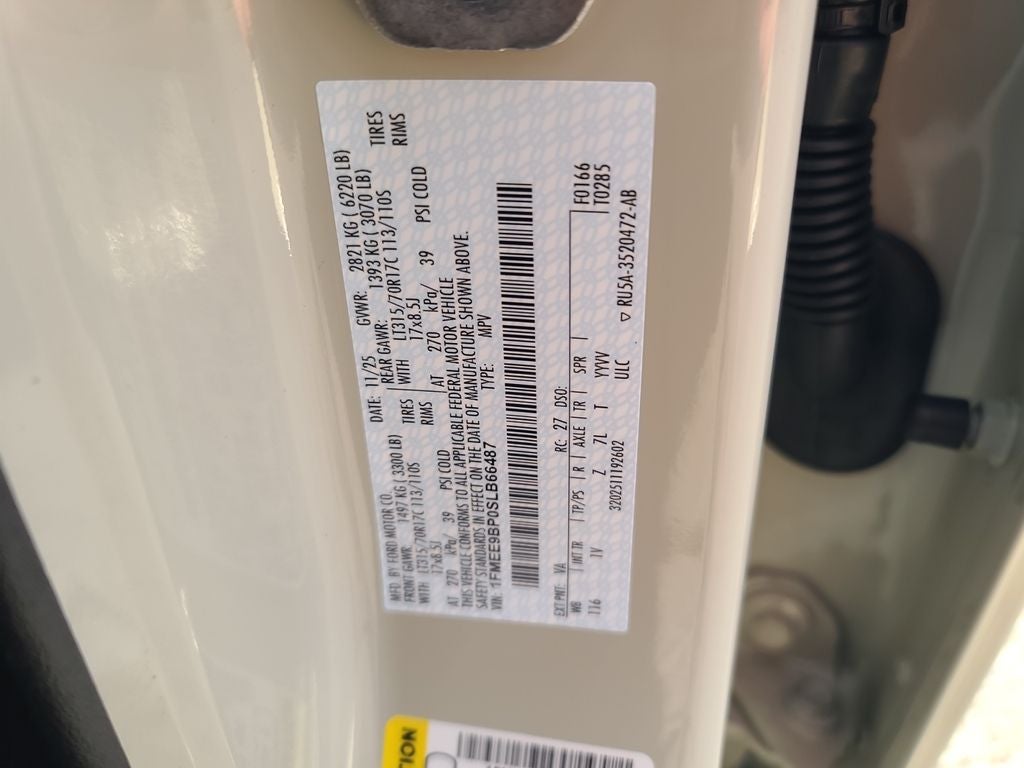 MFD. BY FORD MOTOR CO.
DATE: 11/25 GVWR: 2821 KG ( 6220 LB)
FRONT GAWR: 1497 KG ( 3300 LB) REAR GAWR: 1393 KG ( 3070 LB)
WITH LT315/70R17C 113/110S TIRES WITH LT315/70R17C 113/110S TIRES
17x8.5J RIMS 17x8.5J RIMS
AT 270 kPa/ 39 PSI COLD AT 270 kPa/ 39 PSI COLD
THIS VEHICLE CONFORMS TO ALL APPLICABLE FEDERAL MOTOR VEHICLE
SAFETY STANDARDS IN EFFECT ON THE DATE OF MANUFACTURE SHOWN ABOVE.
VIN: 1FMEE9BP0SLB66487 TYPE: MPV
EXT PNT: VA RC: 27 DSO: F0166
WB INT TR TP/PS R AXLE TR SPR T0285
116 1V Z 7L T YYVV
3202511192602 ULC
▽ RU5A-3520472-AB